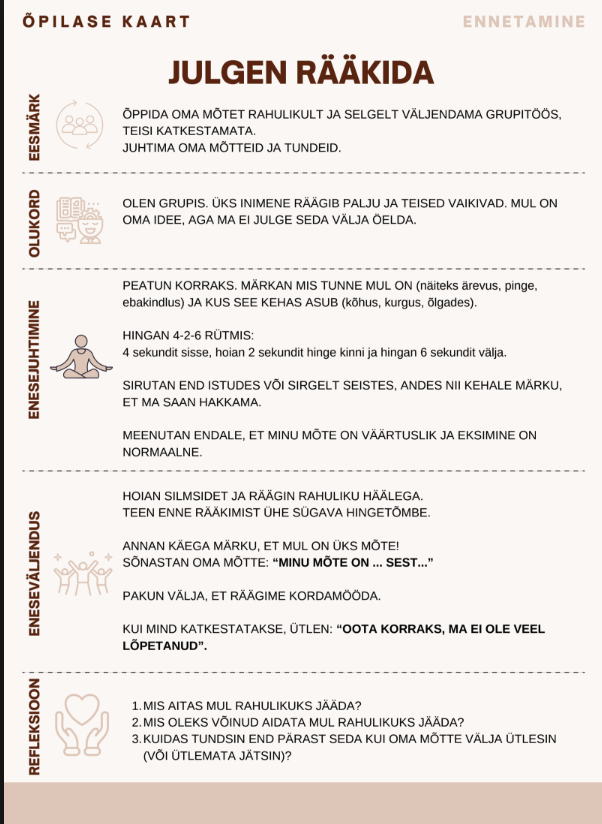 ÕPILASE KAART
ENNETAMINE
JULGEN RÄÄKIDA
EESMÄRK
ÕPPIDA OMA MÕTET RAHULIKULT JA SELGELT VÄLJENDAMA GRUPITÖÖS,
TEISI KATKESTAMATA.
JUHTIMA OMA MÕTTEID JA TUNDEID.
OLUKORD
OLEN GRUPIS. ÜKS INIMENE RÄÄGIB PALJU JA TEISED VAIKIVAD. MUL ON
OMA IDEE, AGA MA EI JULGE SEDA VÄLJA ÖELDA.
ENESEJUHTIMINE
PEATUN KORRAKS. MÄRKAN MIS TUNNE MUL ON (näiteks ärevus, pinge,
ebakindlus) JA KUS SEE KEHAS ASUB (kõhus, kurgus, õlgades).
HINGAN 4-2-6 RÜTMIS:
4 sekundit sisse, hoian 2 sekundit hinge kinni ja hingan 6 sekundit välja.
SIRUTAN END ISTUDES VÕI SIRGELT SEISTES, ANDES NII KEHALE MÄRKU,
ET MA SAAN HAKKAMA.
MEENUTAN ENDALE, ET MINU MÕTE ON VÄÄRTUSLIK JA EKSIMINE ON
NORMAALNE.
ENESEVÄLJENDUS
HOIAN SILMSIDET JA RÄÄGIN RAHULIKU HÄÄLEGA.
TEEN ENNE RÄÄKIMIST ÜHE SÜGAVA HINGETÕMBE.
ANNAN KÄEGA MÄRKU, ET MUL ON ÜKS MÕTE!
SÕNASTAN OMA MÕTTE: “MINU MÕTE ON ... SEST...”
PAKUN VÄLJA, ET RÄÄGIME KORDAMÖÖDA.
KUI MIND KATKESTATAKSE, ÜTLEN: “OOTA KORRAKS, MA EI OLE VEEL
LÕPETANUD”.
REFLEKSIOON
1. MIS AITAS MUL RAHULIKUKS JÄÄDA?
2. MIS OLEKS VÕINUD AIDATA MUL RAHULIKUKS JÄÄDA?
3. KUIDAS TUNDSIN END PÄRAST SEDA KUI OMA MÕTTE VÄLJA ÜTLESIN
(VÕI ÜTLEMATA JÄTSIN)?